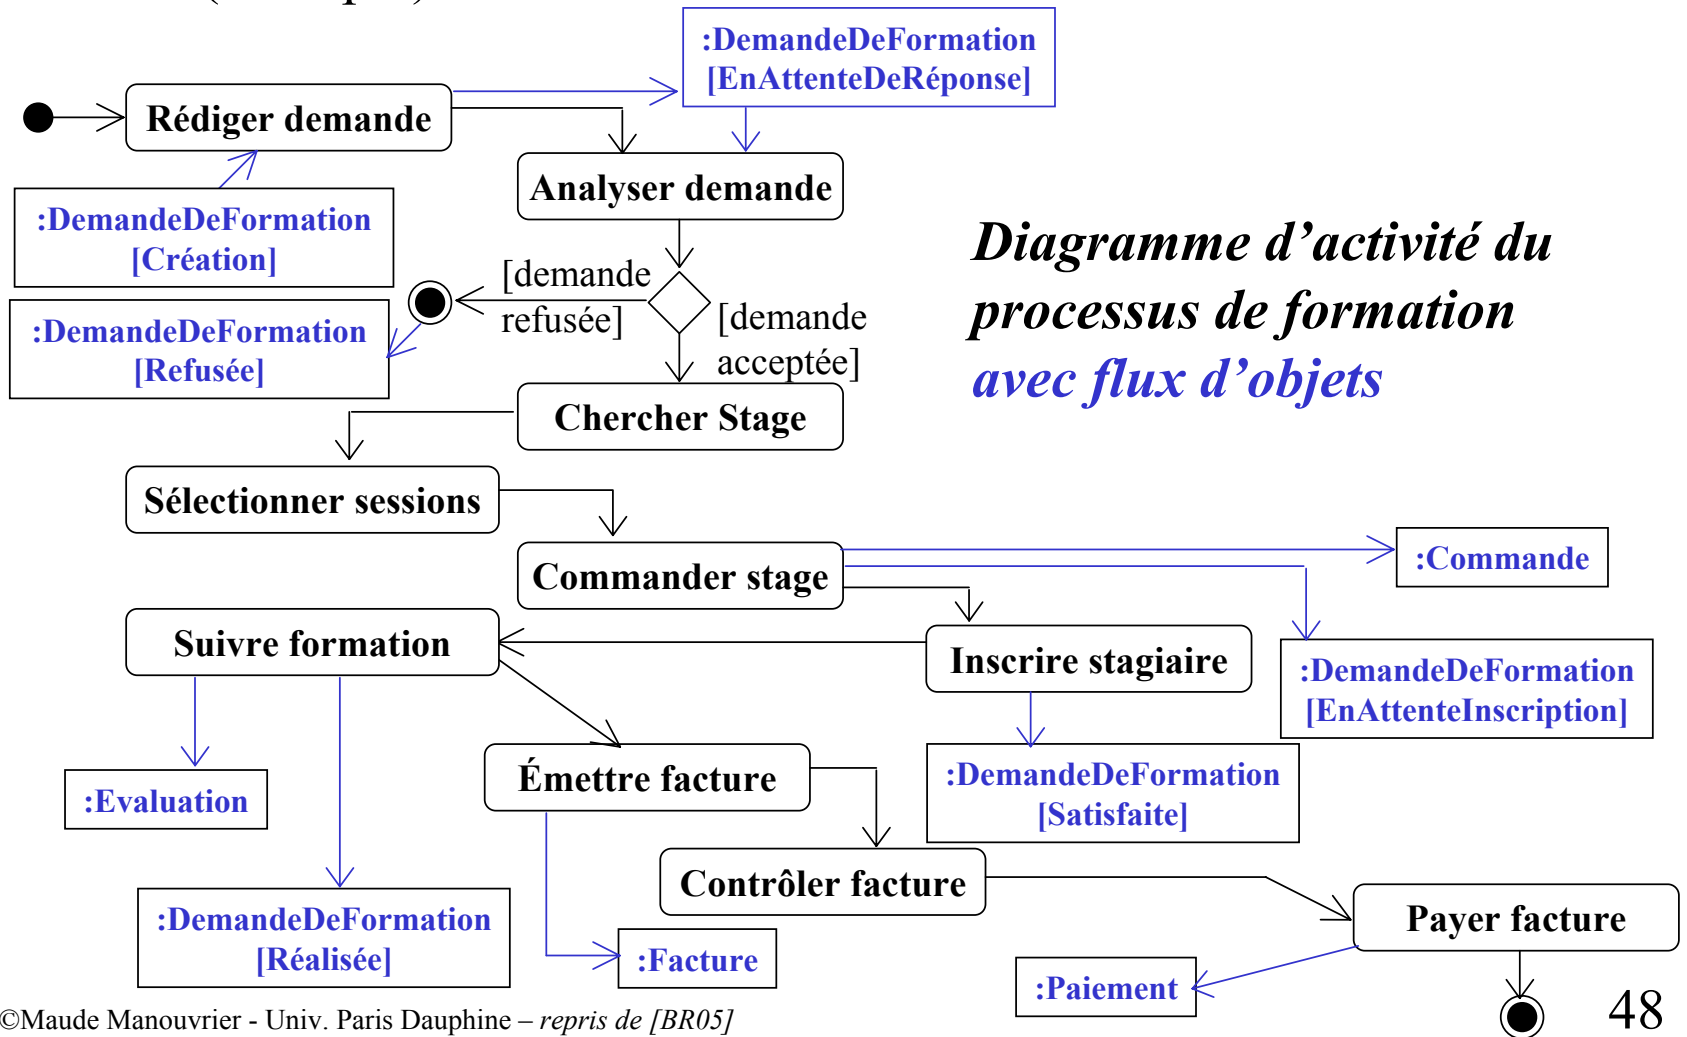 :DemandeDeFormation
[EnAttenteDeRéponse]
Rédiger demande
Analyser demande
:DemandeDeFormation
[Création]
[demande
refusée]
[demande
acceptée]
:DemandeDeFormation
[Refusée]
Diagramme d’activité du
processus de formation
avec flux d’objets
Chercher Stage
Sélectionner sessions
Commander stage
:Commande
Suivre formation
Inscrire stagiaire
:DemandeDeFormation
[EnAttenteInscription]
:Evaluation
Émettre facture
:DemandeDeFormation
[Satisfaite]
Contrôler facture
Payer facture
:DemandeDeFormation
[Réalisée]
:Facture
:Paiement
©Maude Manouvrier - Univ. Paris Dauphine – repris de [BR05]
48